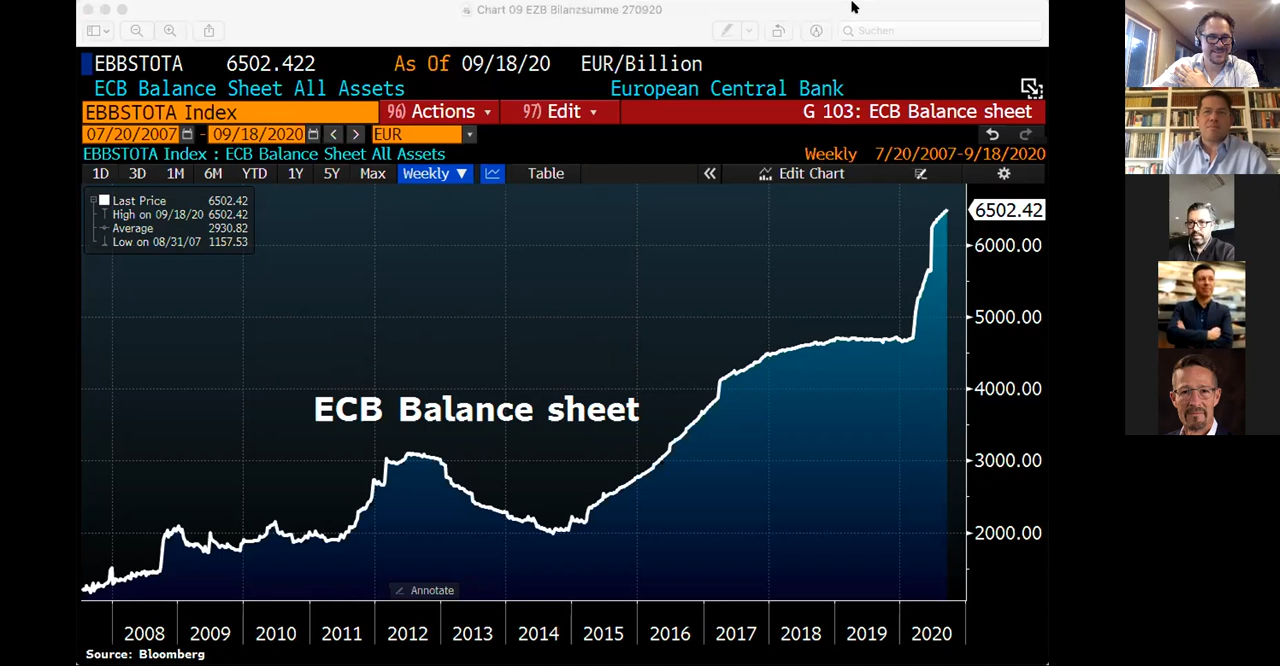 Chart 09 EZB Bilanzsumme 270920
Suchen
EBBSTOTA 6502.422 As Of 09/18/20 EUR/Billion
ECB Balance Sheet All Assets European Central Bank
EBBSTOTA Index 96) Actions 97) Edit G 103: ECB Balance sheet
07/20/2007 - 09/18/2020 < > EUR
EBBSTOTA Index : ECB Balance Sheet All Assets Weekly 7/20/2007-9/18/2020
1D 3D 1M 6M YTD 1Y 5Y Max Weekly ▼ Table « Edit Chart
Last Price 6502.42
High on 09/18/20 6502.42
Average 2930.82
Low on 08/31/07 1157.53
6502.42
6000.00
5000.00
4000.00
ECB Balance sheet
3000.00
2000.00
Annotate
2008 2009 2010 2011 2012 2013 2014 2015 2016 2017 2018 2019 2020
Source: Bloomberg